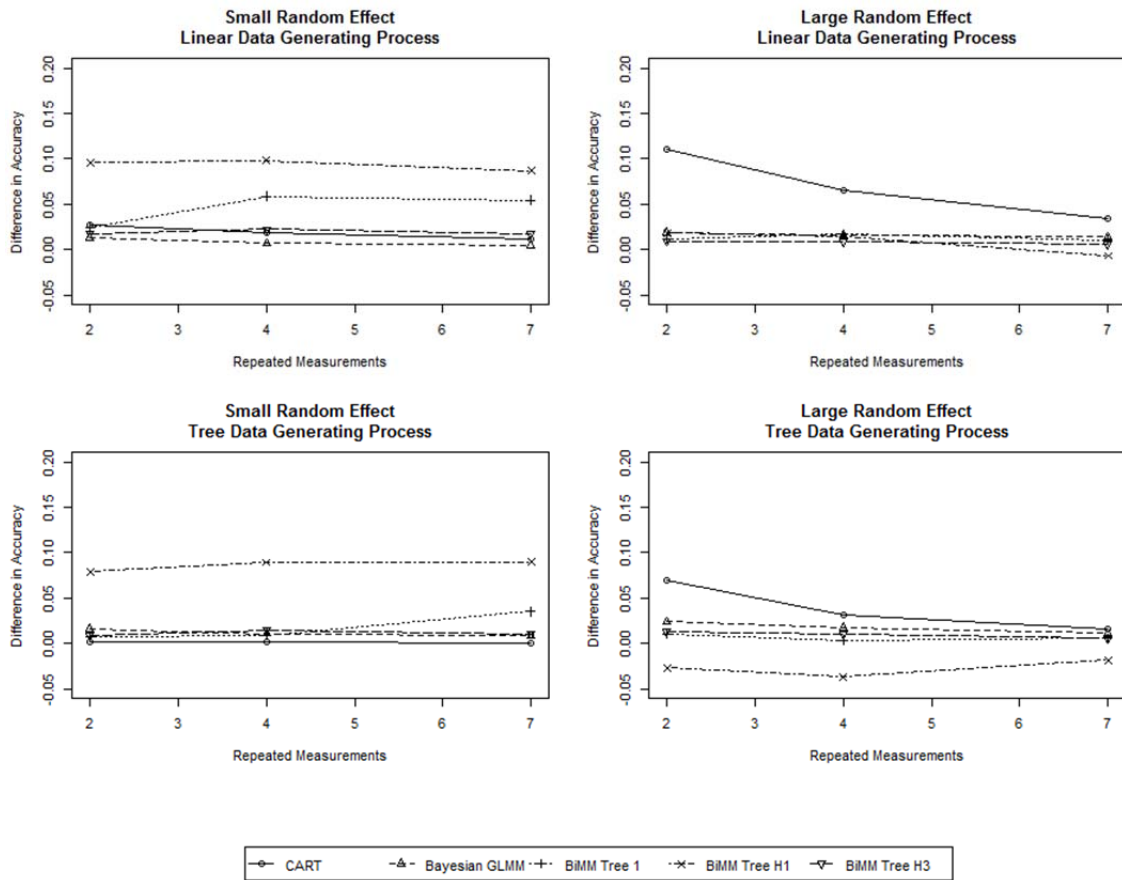 Small Random Effect
Linear Data Generating Process
Difference in Accuracy
0.20
0.15
0.10
0.05
0.00
-0.05
2 3 4 5 6 7
Repeated Measurements
Large Random Effect
Linear Data Generating Process
Difference in Accuracy
0.20
0.15
0.10
0.05
0.00
-0.05
2 3 4 5 6 7
Repeated Measurements
Small Random Effect
Tree Data Generating Process
Difference in Accuracy
0.20
0.15
0.10
0.05
0.00
-0.05
2 3 4 5 6 7
Repeated Measurements
Large Random Effect
Tree Data Generating Process
Difference in Accuracy
0.20
0.15
0.10
0.05
0.00
-0.05
2 3 4 5 6 7
Repeated Measurements
CART Bayesian GLMM BiMM Tree 1 BiMM Tree H1 BiMM Tree H3